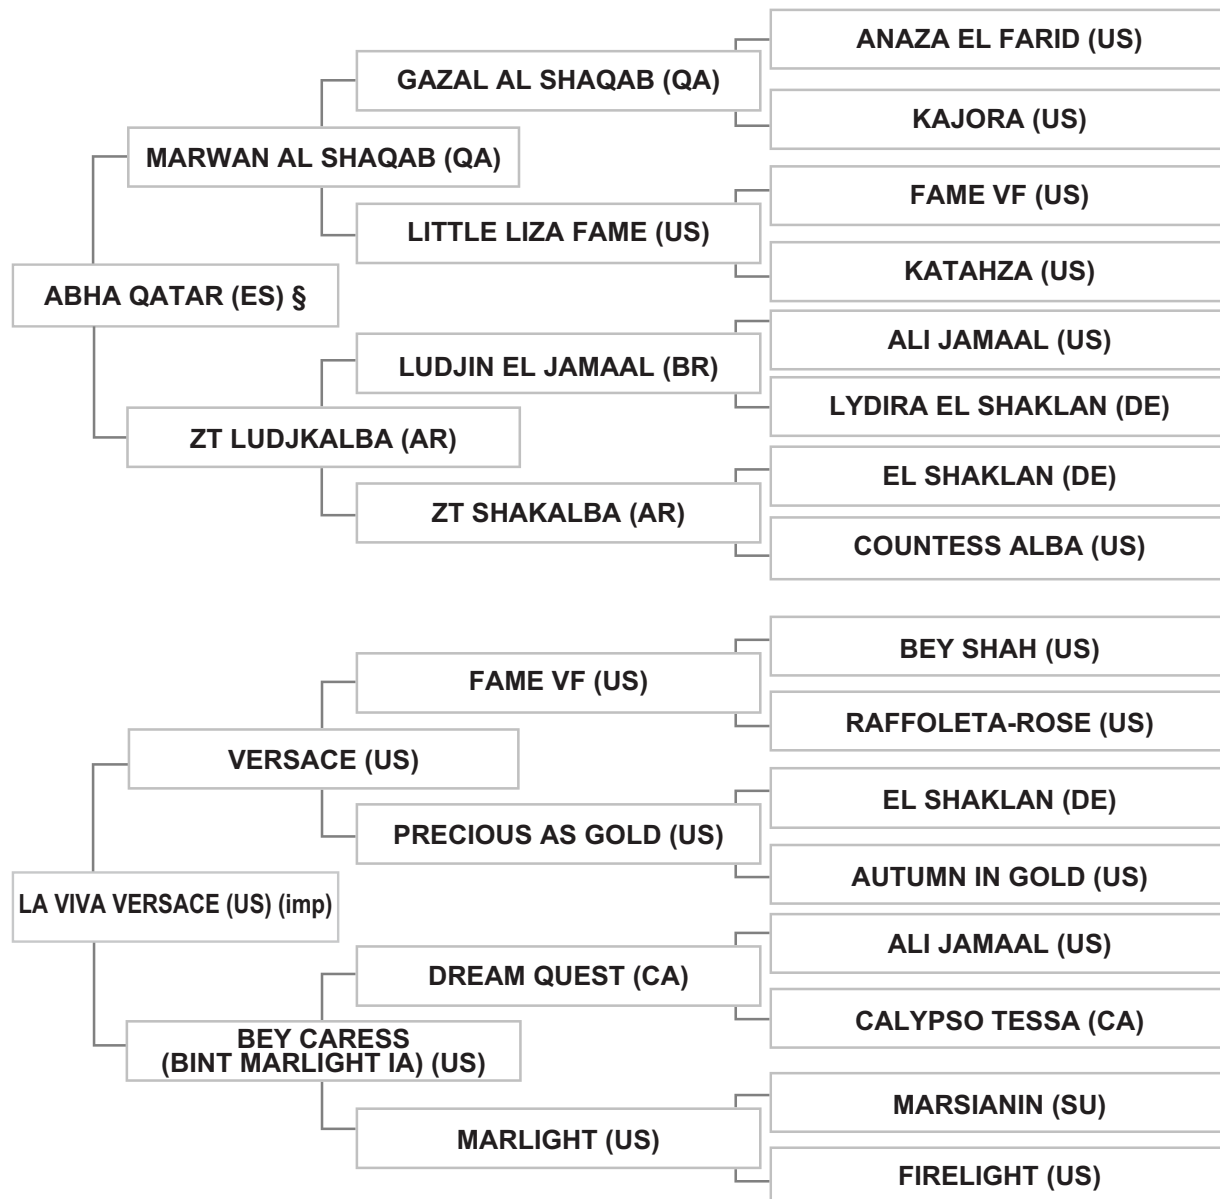 ANAZA EL FARID (US)
GAZAL AL SHAQAB (QA)
KAJORA (US)
MARWAN AL SHAQAB (QA)
FAME VF (US)
LITTLE LIZA FAME (US)
KATAHZA (US)
ABHA QATAR (ES) §
ALI JAMAAL (US)
LUDJIN EL JAMAAL (BR)
LYDIRA EL SHAKLAN (DE)
ZT LUDJKALBA (AR)
EL SHAKLAN (DE)
ZT SHAKALBA (AR)
COUNTESS ALBA (US)
BEY SHAH (US)
FAME VF (US)
RAFFOLETA-ROSE (US)
VERSACE (US)
EL SHAKLAN (DE)
PRECIOUS AS GOLD (US)
AUTUMN IN GOLD (US)
LA VIVA VERSACE (US) (imp)
ALI JAMAAL (US)
DREAM QUEST (CA)
CALYPSO TESSA (CA)
BEY CARESS
(BINT MARLIGHT IA) (US)
MARSIANIN (SU)
MARLIGHT (US)
FIRELIGHT (US)